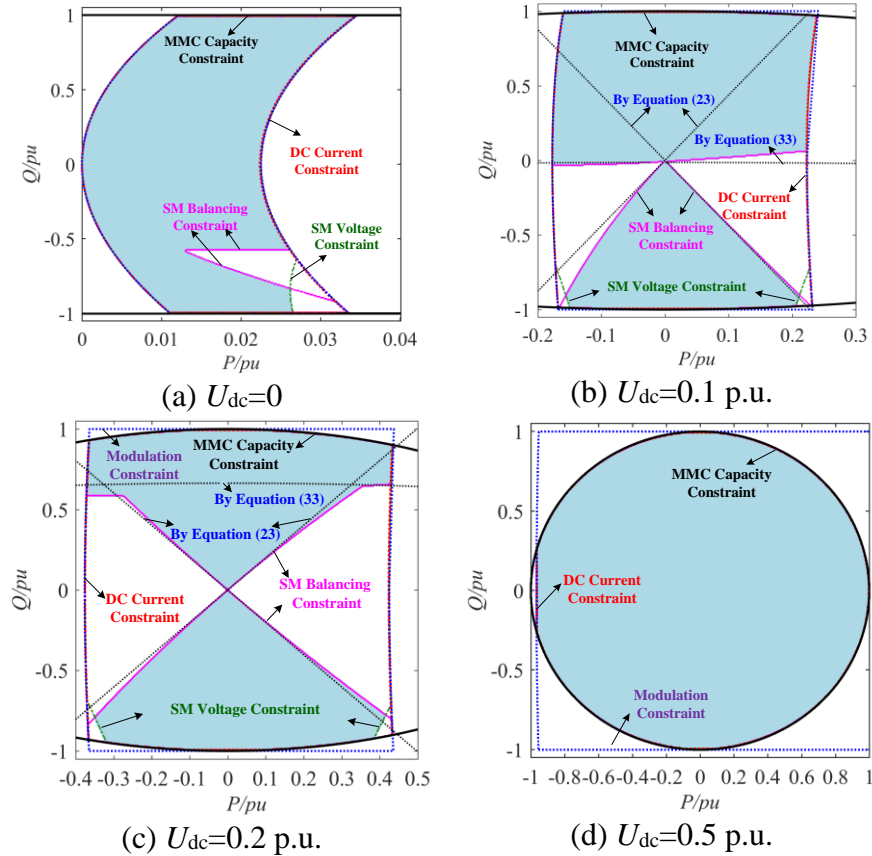 1
0.5
0
-0.5
-1
Q/pu
MMC Capacity
Constraint
DC Current
Constraint
SM Balancing
Constraint
SM Voltage
Constraint
0
0.01
0.02
0.03
0.04
P/pu
(a) Udc=0
1
0.5
0
-0.5
-1
Q/pu
MMC Capacity
Constraint
By Equation (23)
By Equation (33)
DC Current
Constraint
SM Balancing
Constraint
SM Voltage Constraint
-0.2
-0.1
0
0.1
0.2
0.3
P/pu
(b) Udc=0.1 p.u.
1
0.5
0
-0.5
-1
Q/pu
MMC Capacity
Constraint
Modulation
Constraint
By Equation (33)
By Equation (23)
DC Current
Constraint
SM Balancing
Constraint
SM Voltage Constraint
-0.4
-0.3
-0.2
-0.1
0
0.1
0.2
0.3
0.4
0.5
P/pu
(c) Udc=0.2 p.u.
1
0.5
0
-0.5
-1
Q/pu
MMC Capacity
Constraint
DC Current
Constraint
Modulation
Constraint
-1
-0.8
-0.6
-0.4
-0.2
0
0.2
0.4
0.6
0.8
1
P/pu
(d) Udc=0.5 p.u.